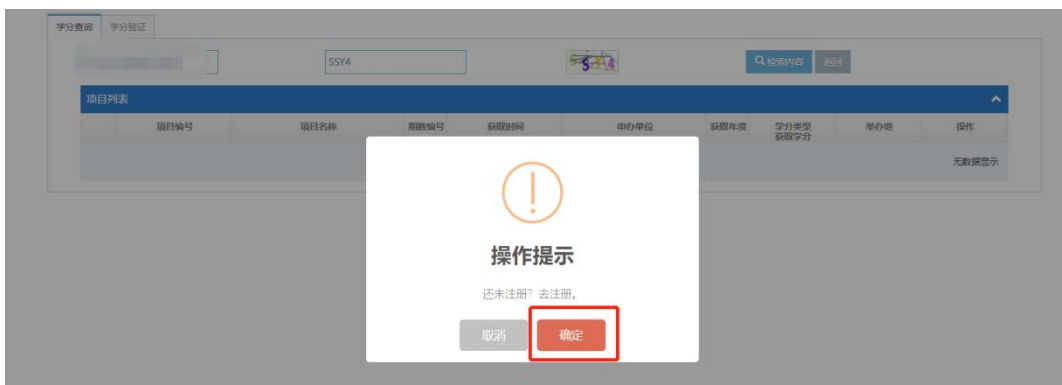 学分查询 学分验证
SSY4 SSY4 检索内容 返回
项目列表
项目编号 项目名称 期数编号 获取时间 申办单位 获取年度 学分类型 举办地 操作
获取学分
无数据显示
操作提示
还未注册?去注册。
取消 确定